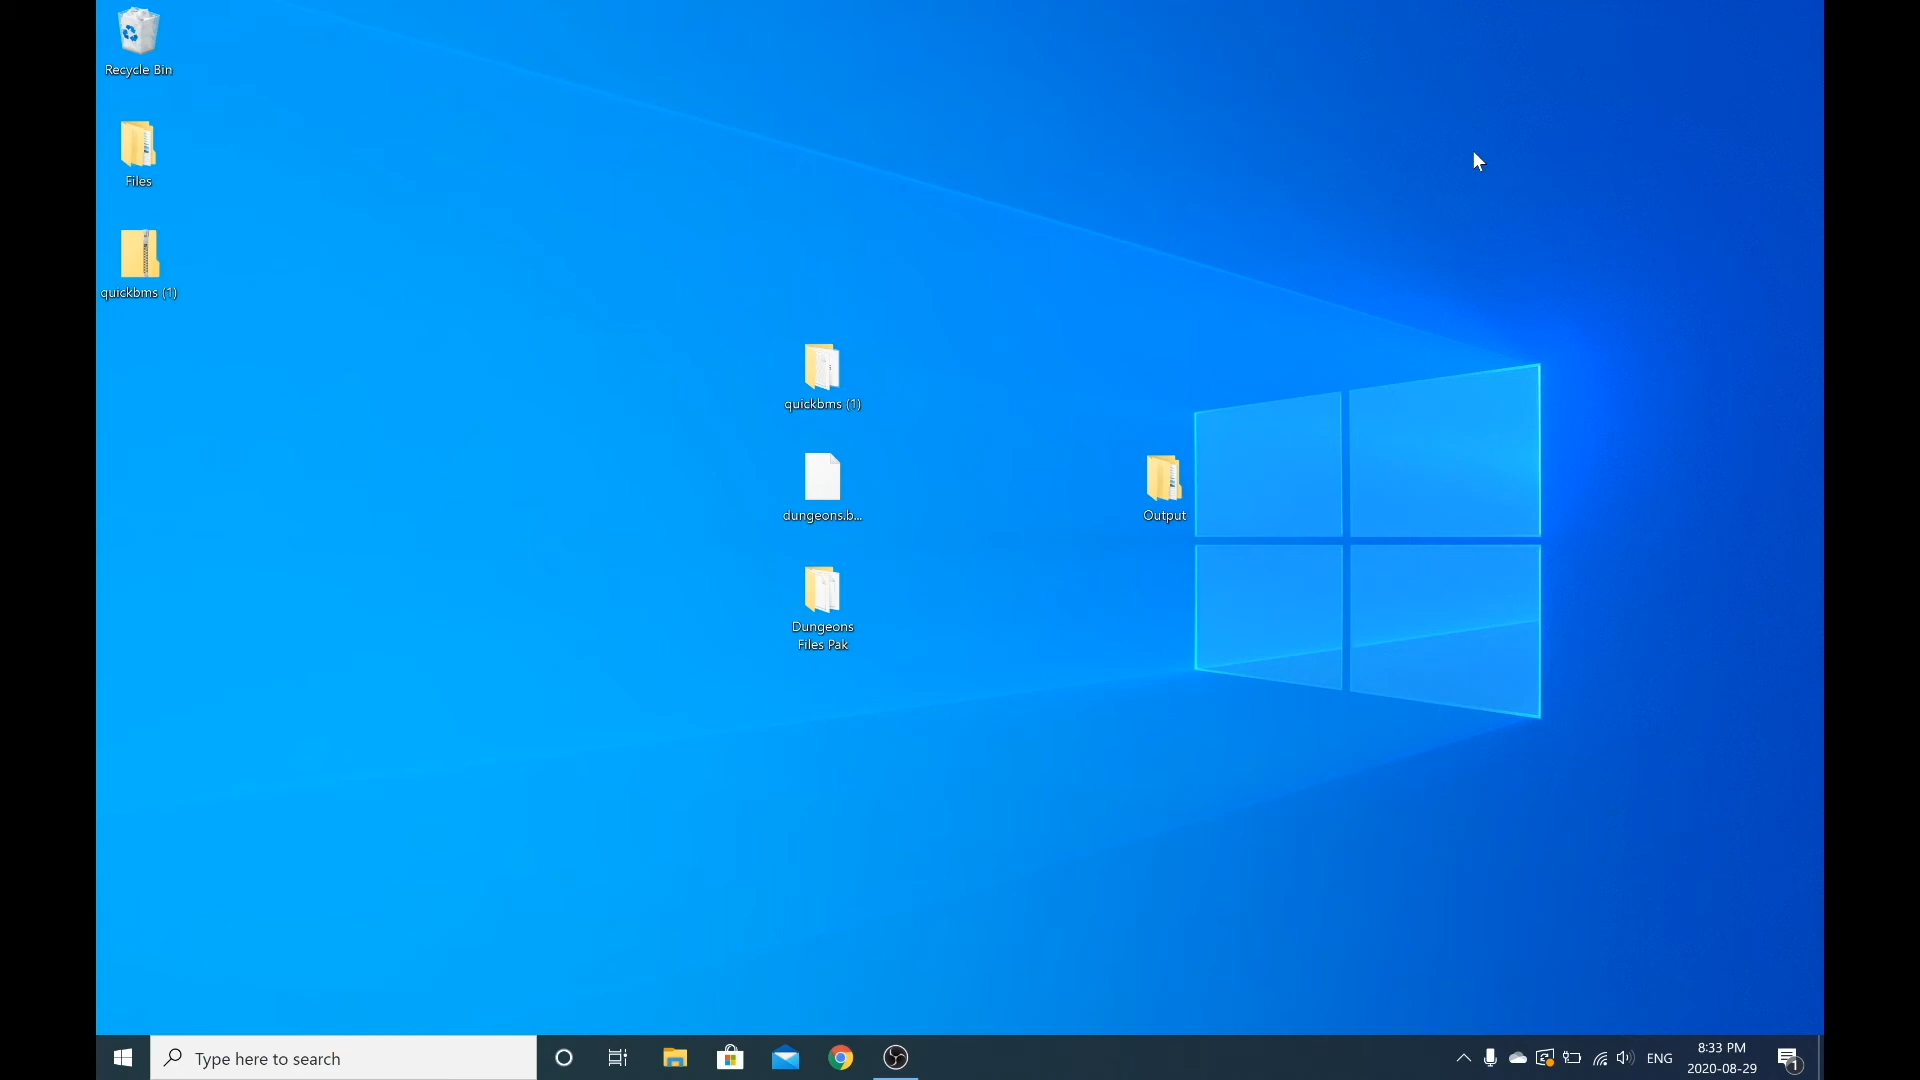 Recycle Bin
Files
quickbms (1)
quickbms (1)
dungeons.b...
Output
Dungeons
Files Pak
Type here to search
ENG
8:33 PM
2020-08-29
1